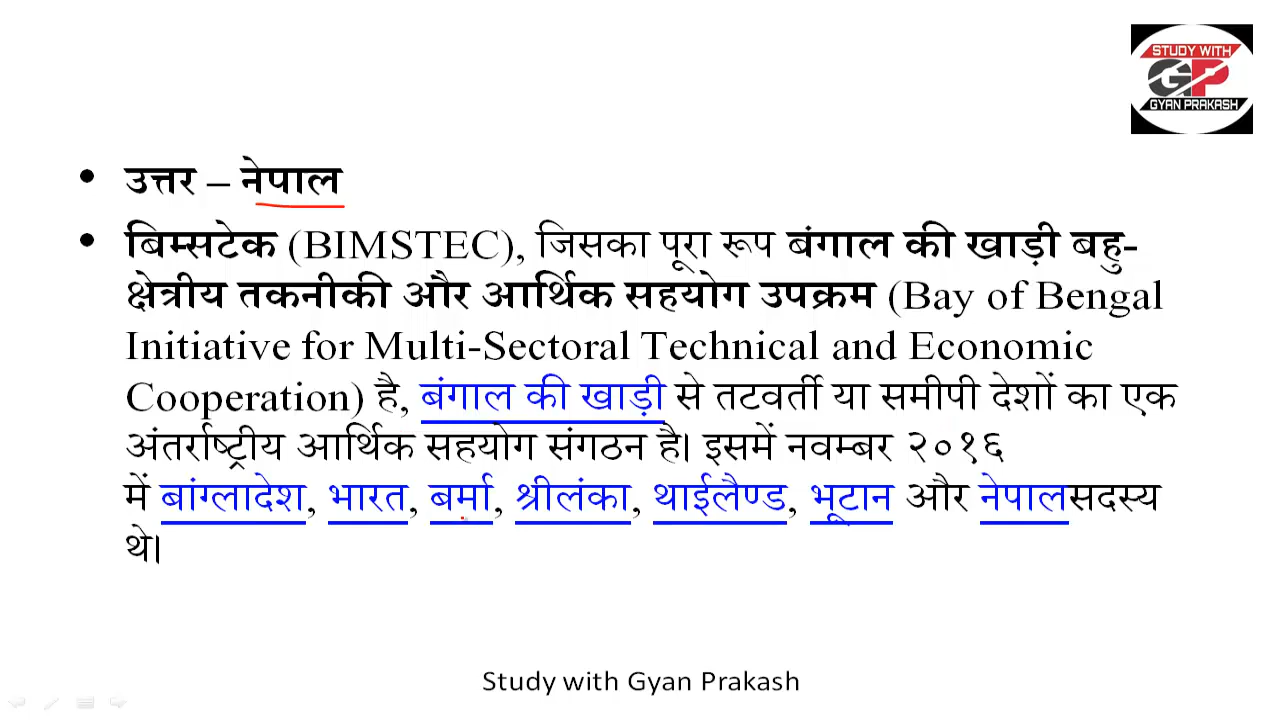 STUDY WITH
GP
GYAN PRAKASH
• उत्तर – नेपाल
• बिम्सटेक (BIMSTEC), जिसका पूरा रूप बंगाल की खाड़ी बहु-
क्षेत्रीय तकनीकी और आर्थिक सहयोग उपक्रम (Bay of Bengal
Initiative for Multi-Sectoral Technical and Economic
Cooperation) है, बंगाल की खाड़ी से तटवर्ती या समीपी देशों का एक
अंतर्राष्ट्रीय आर्थिक सहयोग संगठन है। इसमें नवम्बर २०१६
में बांग्लादेश, भारत, बर्मा, श्रीलंका, थाईलैण्ड, भूटान और नेपालसदस्य
थे।
Study with Gyan Prakash